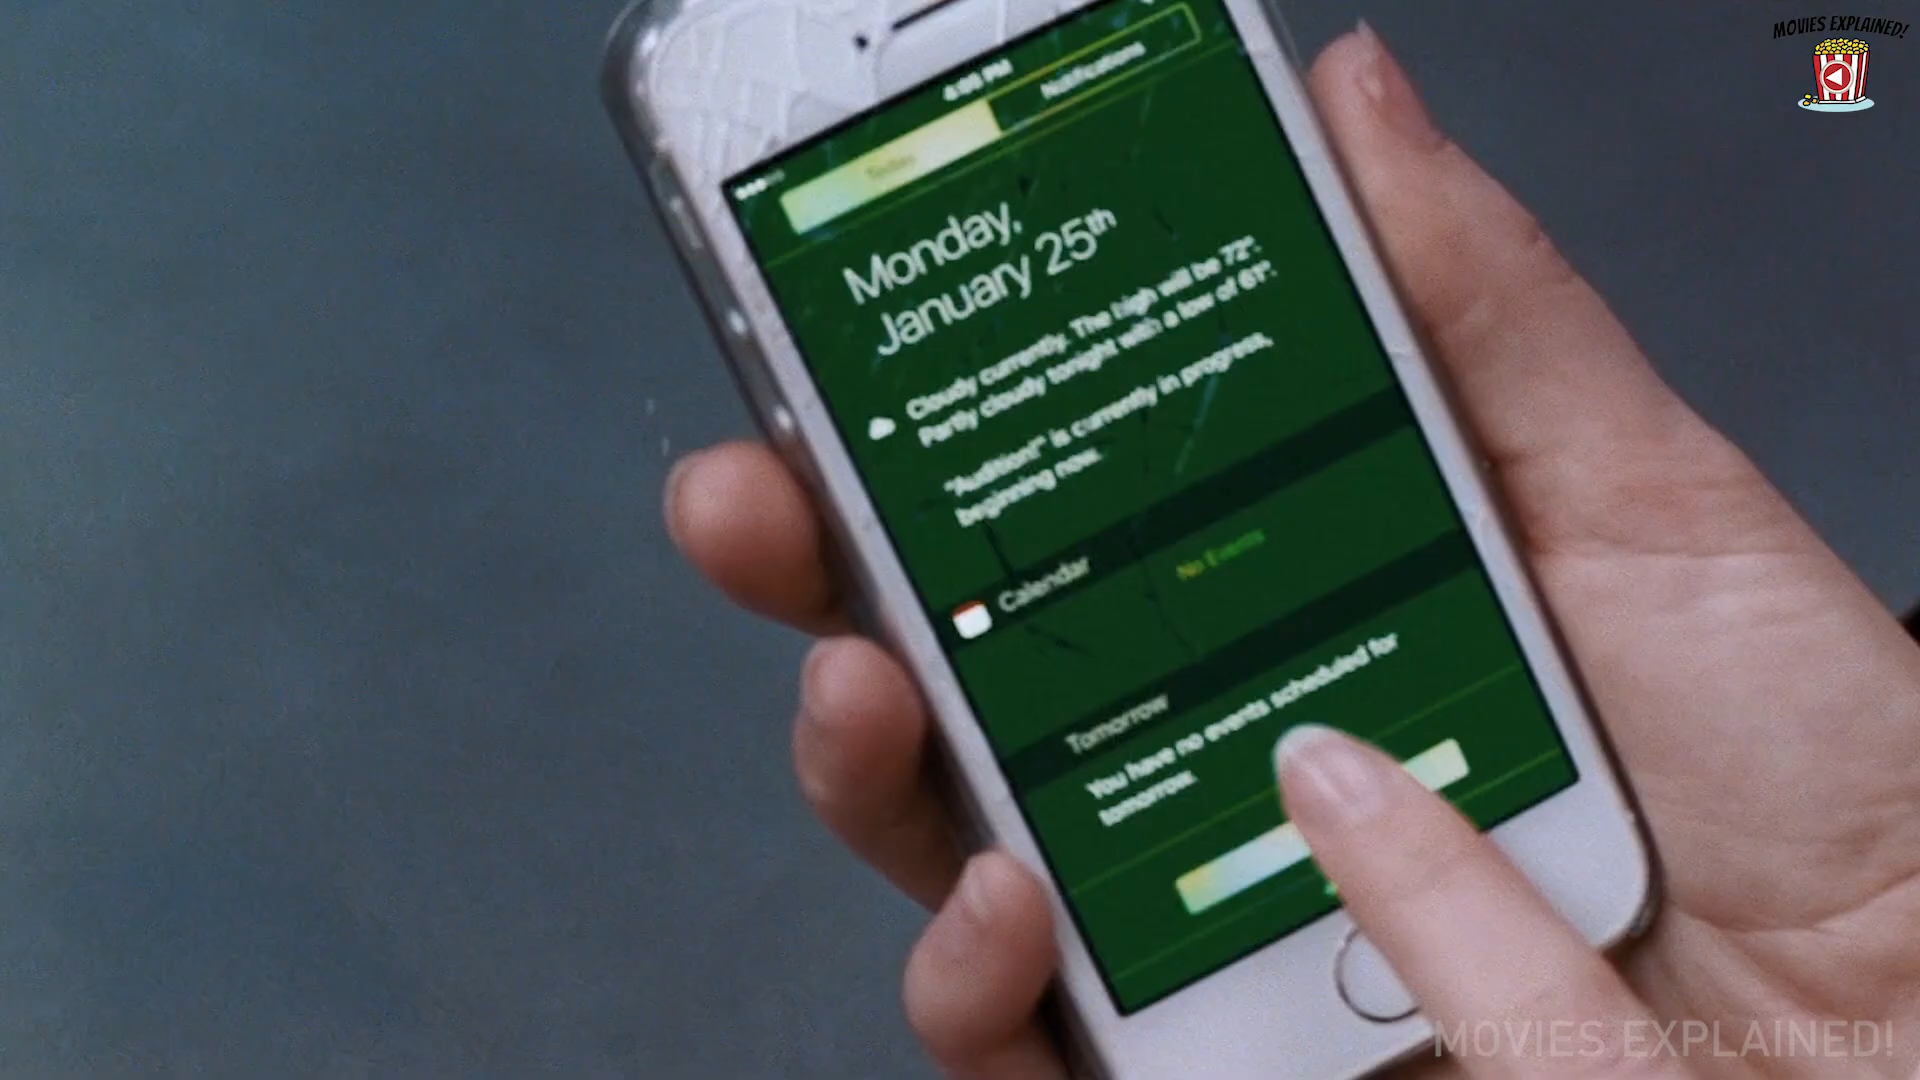 MOVIES EXPLAINED!
Notifications
Today
Monday,
January 25th
Cloudy currently. The high will be 72°.
Partly cloudy tonight with a low of 61°.
"Audition!" is currently in progress,
beginning now.
Calendar
No Events
Tomorrow
You have no events scheduled for
tomorrow.
MOVIES EXPLAINED!